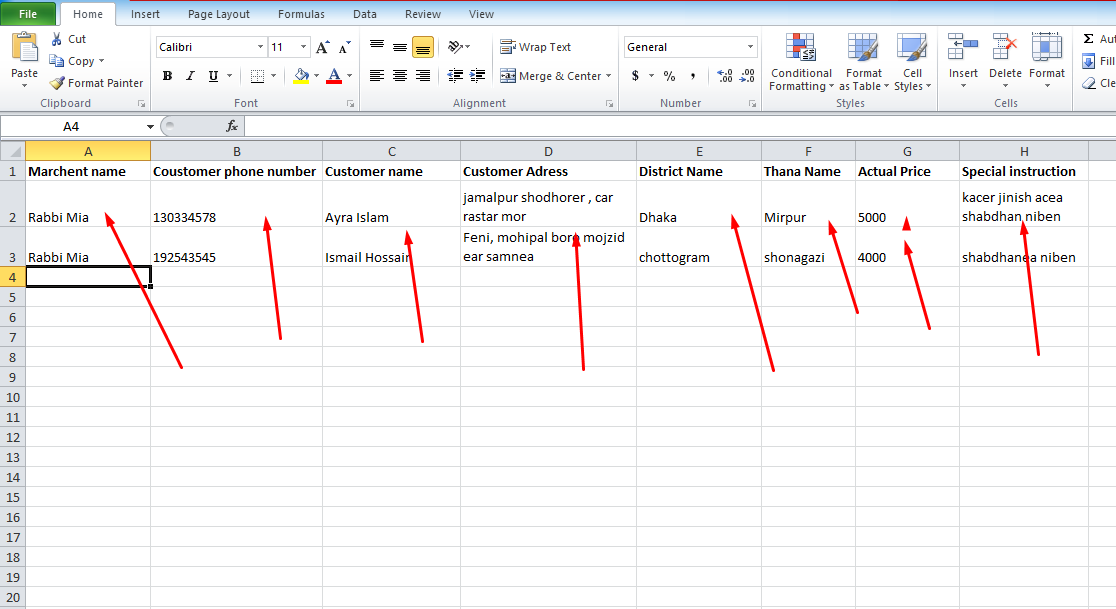 File Home Insert Page Layout Formulas Data Review View
Cut
Copy
Format Painter
Paste
Clipboard
Calibri 11 A A
B I U A
Font
Wrap Text
Merge & Center
Alignment
General
$ % , .00 .0
Number
Conditional Formatting
Format as Table
Cell Styles
Styles
Insert Delete Format
Cells
Σ
A4 fx
A B C D E F G H
1 Marchent name Coustomer phone number Customer name Customer Adress District Name Thana Name Actual Price Special instruction
2 Rabbi Mia 130334578 Ayra Islam jamalpur shodhorer , car rastar mor Dhaka Mirpur 5000 kacer jinish acea shabdhan niben
3 Rabbi Mia 192543545 Ismail Hossain Feni, mohipal boro mojzid ear samnea chottogram shonagazi 4000 shabdhanea niben
4
5
6
7
8
9
10
11
12
13
14
15
16
17
18
19
20